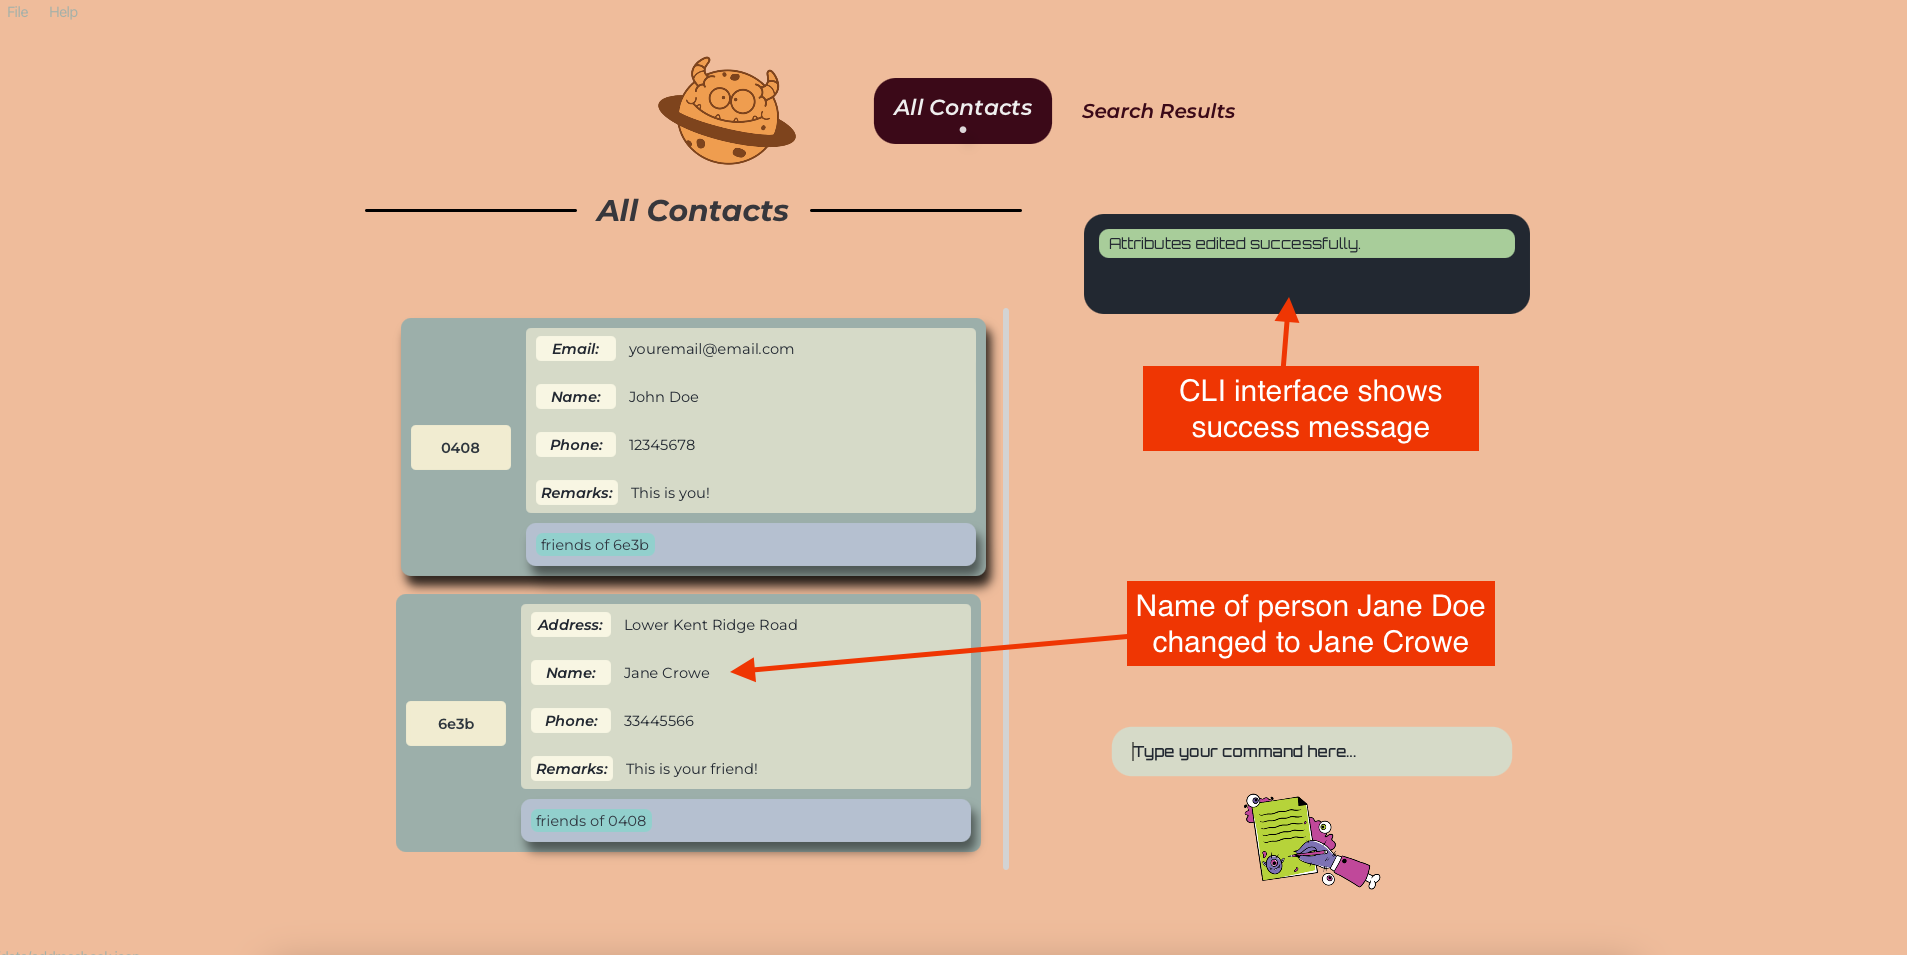 File Help
All Contacts
Search Results
All Contacts
Attributes edited successfully.
CLI interface shows
success message
0408
Email: youremail@email.com
Name: John Doe
Phone: 12345678
Remarks: This is you!
friends of 6e3b
6e3b
Address: Lower Kent Ridge Road
Name: Jane Crowe
Phone: 33445566
Remarks: This is your friend!
friends of 0408
Name of person Jane Doe
changed to Jane Crowe
Type your command here...